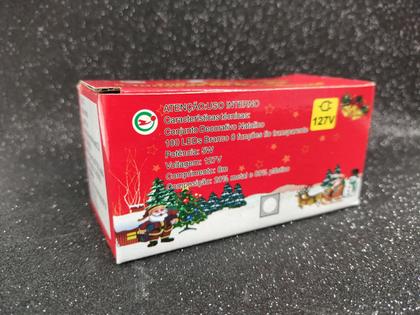 ATENÇÃO:USO INTERNO
Características técnicas:
Conjunto Decorativo Natalino
100 LEDs Branco 8 funções fio transparente
Potência: 5W
Voltagem: 127V
Comprimento: 8m
Composição: 20% metal e 80% plástico
127V